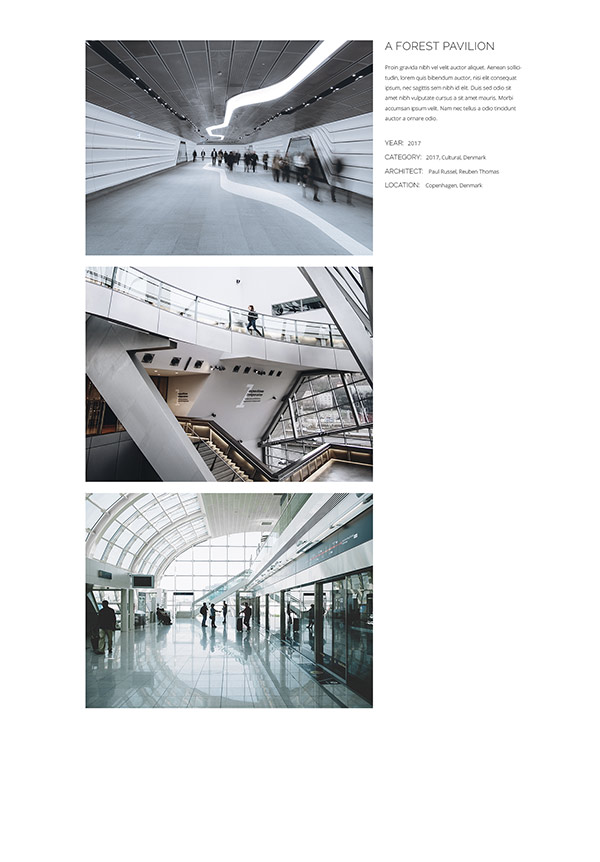 A FOREST PAVILION
Proin gravida nibh vel velit auctor aliquet. Aenean sollici-
tudin, lorem quis bibendum auctor, nisi elit consequat
ipsum, nec sagittis sem nibh id elit. Duis sed odio sit
amet nibh vulputate cursus a sit amet mauris. Morbi
accumsan ipsum velit. Nam nec tellus a odio tincidunt
auctor a ornare odio.
YEAR: 2017
CATEGORY: 2017, Cultural, Denmark
ARCHITECT: Paul Russel, Reuben Thomas
LOCATION: Copenhagen, Denmark